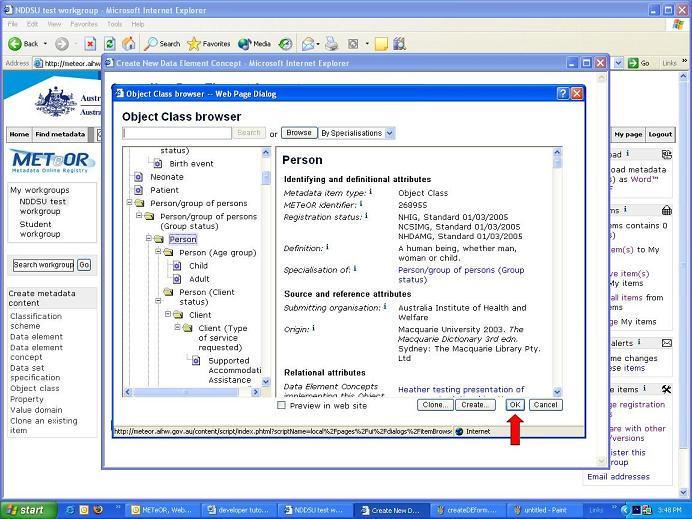 NDDSU test workgroup - Microsoft Internet Explorer
File Edit View Favorites Tools Help
Back Search Favorites Media
Address http://meteor.aihw Go Links
Create New Data Element Concept - Microsoft Internet Explorer
Object Class browser -- Web Page Dialog
Object Class browser
Search or Browse By Specialisations
Home Find metadata
My page Logout
METeOR
Metadata Online Registry
My workgroups
NDDSU test
workgroup
Student
workgroup
Search workgroup Go
Create metadata
content
Classification
scheme
Data element
Data element
concept
Data set
specification
Object class
Property
Value domain
Clone an existing
item
status)
Birth event
Neonate
Patient
Person/group of persons
Person/group of persons
(Group status)
Person
Person (Age group)
Child
Adult
Person (Client
status)
Client
Client (Type
of service
requested)
Supported
Accommodati
Assistance
Person
Identifying and definitional attributes
Metadata item type: i Object Class
METeOR identifier: i 268955
Registration status: i NHIG, Standard 01/03/2005
NCSIMG, Standard 01/03/2005
NHDAMG, Standard 01/03/2005
Definition: i A human being, whether man,
woman or child.
Specialisation of: i Person/group of persons (Group
status)
Source and reference attributes
Submitting organisation: i Australia Institute of Health and
Welfare
Origin: i Macquarie University 2003. The
Macquarie Dictionary 3rd edn.
Sydney: The Macquarie Library Pty.
Ltd
Relational attributes
Data Element Concepts Heather testing presentation of
implementing this Object
Preview in web site Clone... Create... OK Cancel
http://meteor.aihw.gov.au/content/script/index.phtml?scriptName=local%2Fpages%2Fui%2Fdialogs%2FitemBrows Internet
ad i
oad metadata
s) as Word™
ms i
contains 0
em(s) to My
ve item(s)
all items from
ge My items
alerts i
me changes
ese items
e items
ge registration
are with other
/versions
ister this
group
Email addresses
start METeOR, Web... developer tuto... NDDSU test w... Create New D... createDEform.... untitled - Paint Links 5:48 PM